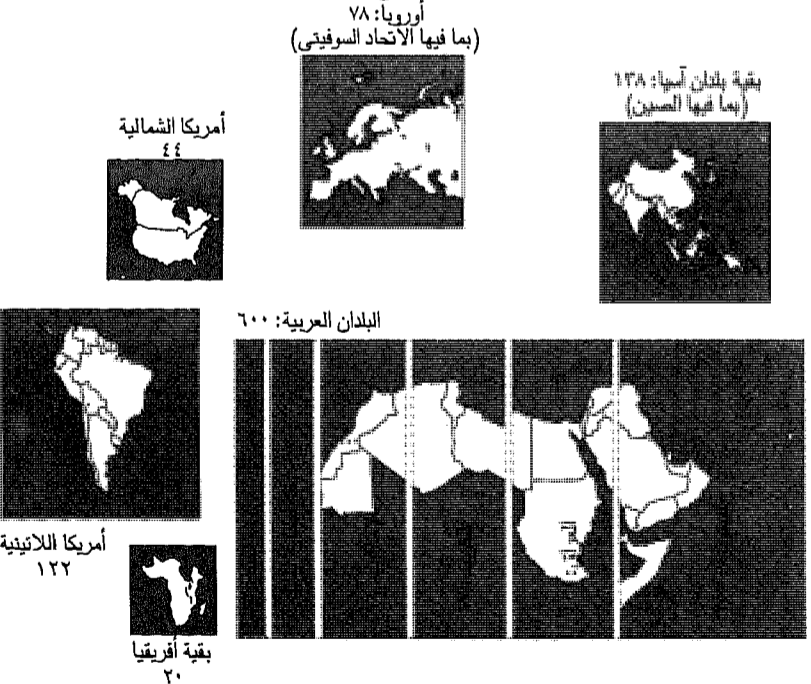 أوروبا: ٧٨
(بما فيها الاتحاد السوفيتى)
بقية بلدان آسيا: ١٣٨
(بما فيها الصين)
أمريكا الشمالية
٤٤
البلدان العربية: ٦٠٠
أمريكا اللاتينية
١٢٢
بقية أفريقيا
٢٠